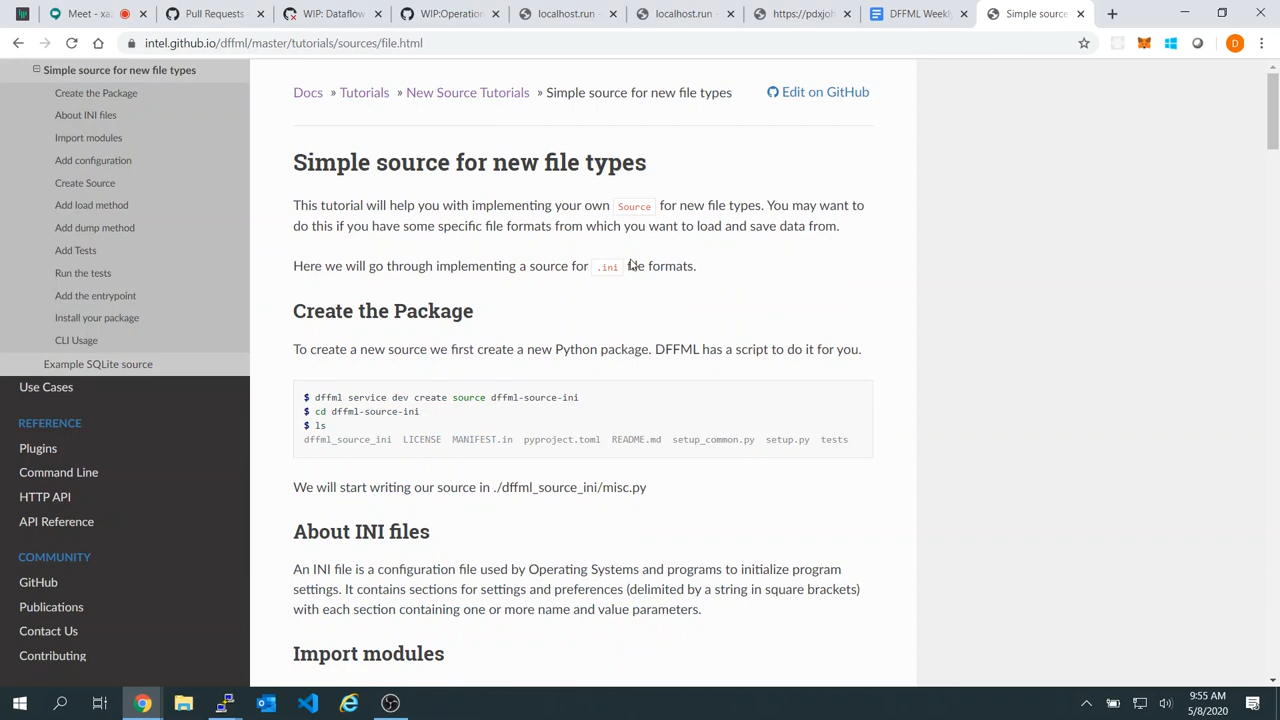 Meet - xa
Pull Requests -
WIP: Dataflow
WIP:Operation
localhost.run -
localhost.run -
https://pdxjoh
DFFML Weekl
Simple source
intel.github.io/dffml/master/tutorials/sources/file.html
D
Simple source for new file types
Create the Package
About INI files
Import modules
Add configuration
Create Source
Add load method
Add dump method
Add Tests
Run the tests
Add the entrypoint
Install your package
CLI Usage
Example SQLite source
Use Cases
REFERENCE
Plugins
Command Line
HTTP API
API Reference
COMMUNITY
GitHub
Publications
Contact Us
Contributing
Docs » Tutorials » New Source Tutorials » Simple source for new file types
Edit on GitHub
Simple source for new file types
This tutorial will help you with implementing your own Source for new file types. You may want to
do this if you have some specific file formats from which you want to load and save data from.
Here we will go through implementing a source for .ini file formats.
Create the Package
To create a new source we first create a new Python package. DFFML has a script to do it for you.
$ dffml service dev create source dffml-source-ini
$ cd dffml-source-ini
$ ls
dffml_source_ini LICENSE MANIFEST.in pyproject.toml README.md setup_common.py setup.py tests
We will start writing our source in ./dffml_source_ini/misc.py
About INI files
An INI file is a configuration file used by Operating Systems and programs to initialize program
settings. It contains sections for settings and preferences (delimited by a string in square brackets)
with each section containing one or more name and value parameters.
Import modules
9:55 AM
5/8/2020